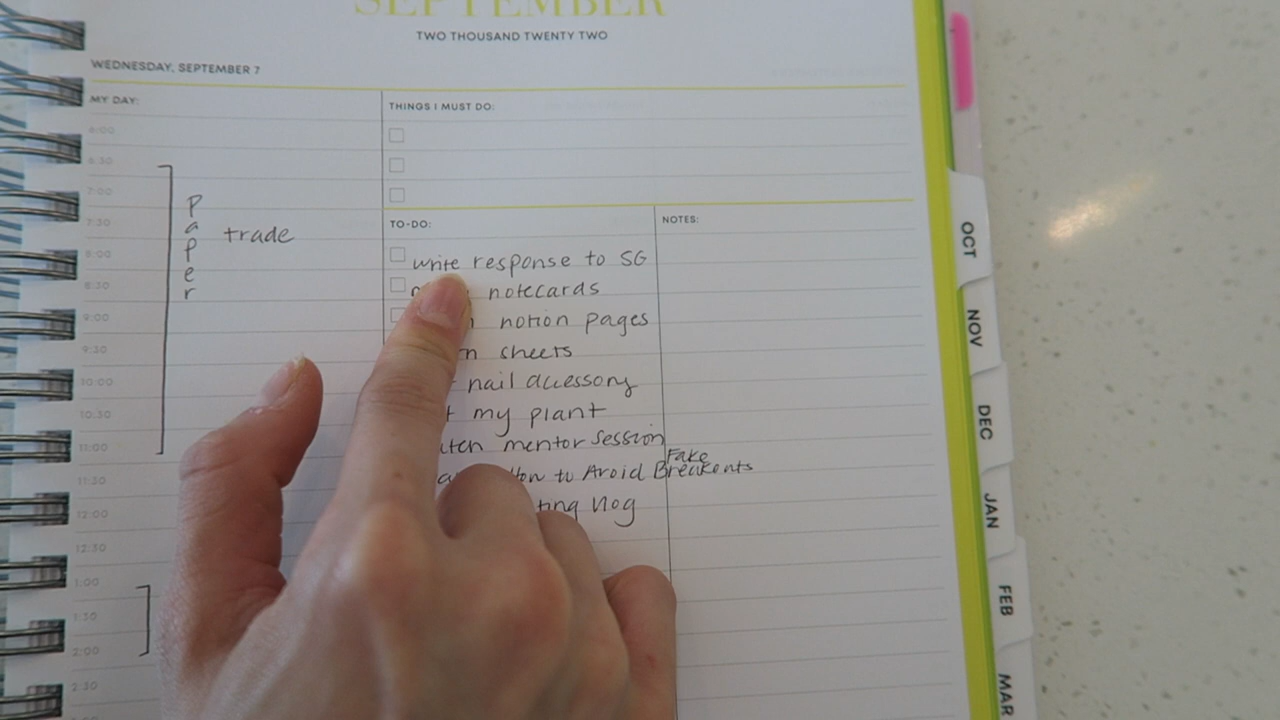 SEPTEMBER
TWO THOUSAND TWENTY TWO
WEDNESDAY, SEPTEMBER 7
MY DAY:
6:00
6:30
7:00
7:30
8:00
8:30
9:00
9:30
10:00
10:30
11:00
11:30
12:00
12:30
1:00
1:30
2:00
2:30
Paper
trade
THINGS I MUST DO:
TO-DO:
write response to SG
notecards
notion pages
sheets
nail accessory
my plant
mentor session
How to Avoid Fake Breakouts
vlog
NOTES:
OCT
NOV
DEC
JAN
FEB
MAR